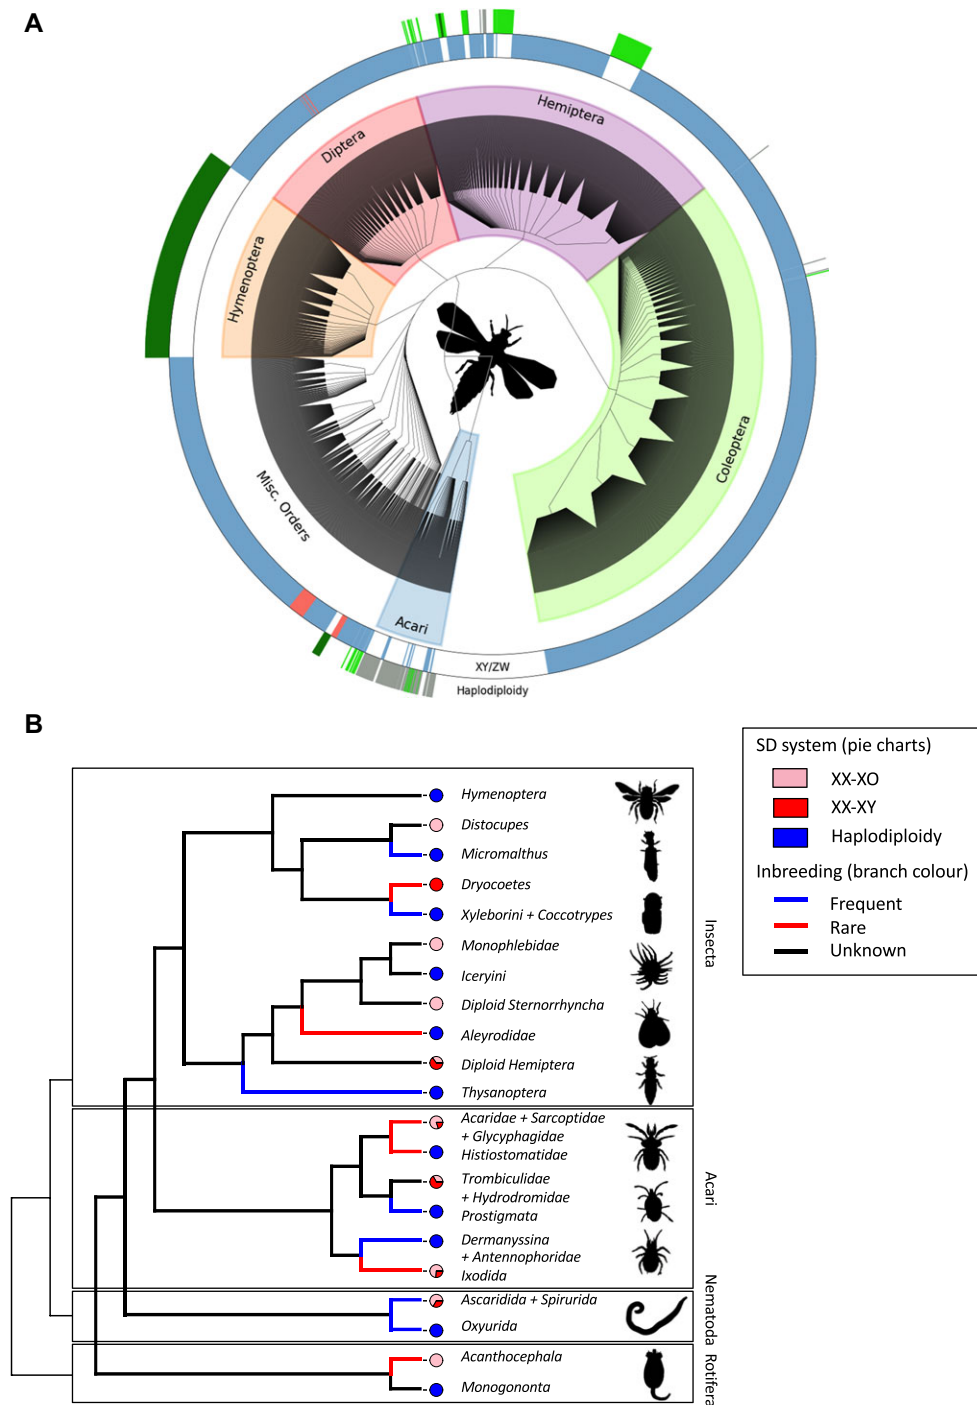 A
Hemiptera
Diptera
Hymenoptera
Coleoptera
Misc. Orders
Acari
XY/ZW
Haplodiploidy
B
SD system (pie charts)
XX-XO
XX-XY
Haplodiploidy
Inbreeding (branch colour)
Frequent
Rare
Unknown
Hymenoptera
Distocupes
Micromalthus
Dryocoetes
Xyleborini + Coccotrypes
Monophlebidae
Iceryini
Diploid Sternorrhyncha
Aleyrodidae
Diploid Hemiptera
Thysanoptera
Insecta
Acaridae + Sarcoptidae
+ Glycyphagidae
Histiostomatidae
Trombiculidae
+ Hydrodromidae
Prostigmata
Dermanyssina
+ Antennophoridae
Ixodida
Acari
Ascaridida + Spirurida
Oxyurida
Nematoda
Acanthocephala
Monogononta
Rotifera